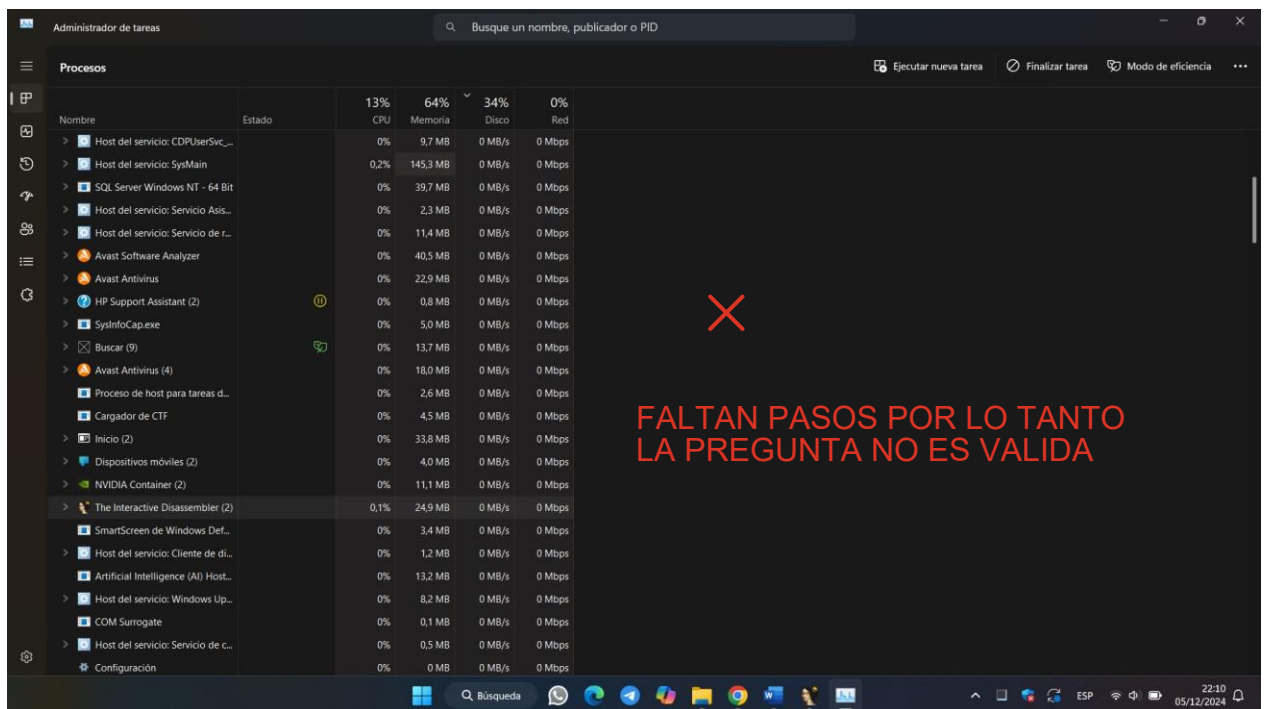 Administrador de tareas
Busque un nombre, publicador o PID
Procesos
Ejecutar nueva tarea Finalizar tarea Modo de eficiencia ...
13% 64% 34% 0%
Nombre Estado CPU Memoria Disco Red
Host del servicio: CDPUserSvc_... 0% 9,7 MB 0 MB/s 0 Mbps
Host del servicio: SysMain 0,2% 145,3 MB 0 MB/s 0 Mbps
SQL Server Windows NT - 64 Bit 0% 39,7 MB 0 MB/s 0 Mbps
Host del servicio: Servicio Asis... 0% 2,3 MB 0 MB/s 0 Mbps
Host del servicio: Servicio de r... 0% 11,4 MB 0 MB/s 0 Mbps
Avast Software Analyzer 0% 40,5 MB 0 MB/s 0 Mbps
Avast Antivirus 0% 22,9 MB 0 MB/s 0 Mbps
HP Support Assistant (2) 0% 0,8 MB 0 MB/s 0 Mbps
SysInfoCap.exe 0% 5,0 MB 0 MB/s 0 Mbps
Buscar (9) 0% 13,7 MB 0 MB/s 0 Mbps
Avast Antivirus (4) 0% 18,0 MB 0 MB/s 0 Mbps
Proceso de host para tareas d... 0% 2,6 MB 0 MB/s 0 Mbps
Cargador de CTF 0% 4,5 MB 0 MB/s 0 Mbps
Inicio (2) 0% 33,8 MB 0 MB/s 0 Mbps
Dispositivos móviles (2) 0% 4,0 MB 0 MB/s 0 Mbps
NVIDIA Container (2) 0% 11,1 MB 0 MB/s 0 Mbps
The Interactive Disassembler (2) 0,1% 24,9 MB 0 MB/s 0 Mbps
SmartScreen de Windows Def... 0% 3,4 MB 0 MB/s 0 Mbps
Host del servicio: Cliente de di... 0% 1,2 MB 0 MB/s 0 Mbps
Artificial Intelligence (AI) Host... 0% 13,2 MB 0 MB/s 0 Mbps
Host del servicio: Windows Up... 0% 8,2 MB 0 MB/s 0 Mbps
COM Surrogate 0% 0,1 MB 0 MB/s 0 Mbps
Host del servicio: Servicio de c... 0% 0,5 MB 0 MB/s 0 Mbps
Configuración 0% 0 MB 0 MB/s 0 Mbps
FALTAN PASOS POR LO TANTO
LA PREGUNTA NO ES VALIDA
Búsqueda ESP 22:10
05/12/2024